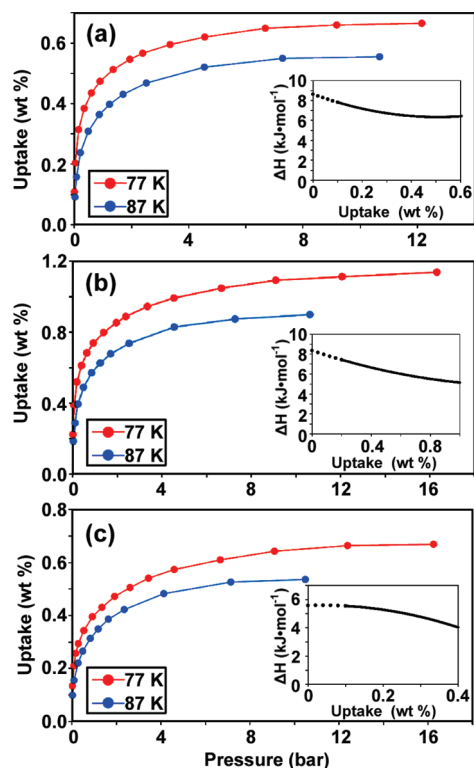 (a)
Uptake (wt %)
0.6
0.4
0.2
0.0
77 K
87 K
0 4 8 12
ΔH (kJ•mol⁻¹)
10
8
6
4
2
0
0 0.2 0.4 0.6
Uptake (wt %)
(b)
Uptake (wt %)
1.2
0.8
0.4
0.0
77 K
87 K
0 4 8 12 16
ΔH (kJ•mol⁻¹)
10
8
6
4
2
0
0 0.4 0.8
Uptake (wt %)
(c)
Uptake (wt %)
0.8
0.6
0.4
0.2
0.0
77 K
87 K
0 4 8 12 16
Pressure (bar)
ΔH (kJ•mol⁻¹)
8
6
4
2
0
0 0.2 0.4
Uptake (wt %)